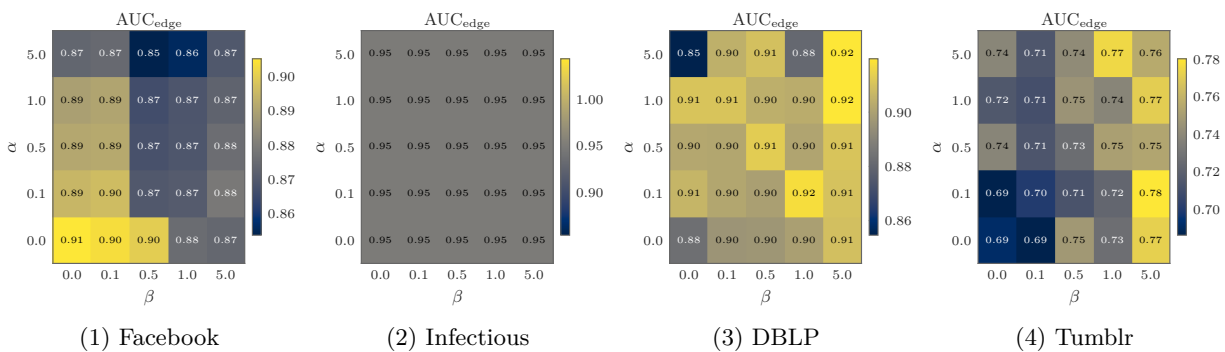 AUCedge
5.0 0.87 0.87 0.85 0.86 0.87
1.0 0.89 0.89 0.87 0.87 0.87
α 0.5 0.89 0.89 0.87 0.87 0.88
0.1 0.89 0.90 0.87 0.87 0.88
0.0 0.91 0.90 0.90 0.88 0.87
0.0 0.1 0.5 1.0 5.0
β
0.90
0.89
0.88
0.87
0.86
(1) Facebook
AUCedge
5.0 0.95 0.95 0.95 0.95 0.95
1.0 0.95 0.95 0.95 0.95 0.95
α 0.5 0.95 0.95 0.95 0.95 0.95
0.1 0.95 0.95 0.95 0.95 0.95
0.0 0.95 0.95 0.95 0.95 0.95
0.0 0.1 0.5 1.0 5.0
β
1.00
0.95
0.90
(2) Infectious
AUCedge
5.0 0.85 0.90 0.91 0.88 0.92
1.0 0.91 0.91 0.90 0.90 0.92
α 0.5 0.90 0.90 0.91 0.90 0.91
0.1 0.91 0.90 0.90 0.92 0.91
0.0 0.88 0.90 0.90 0.90 0.91
0.0 0.1 0.5 1.0 5.0
β
0.90
0.88
0.86
(3) DBLP
AUCedge
5.0 0.74 0.71 0.74 0.77 0.76
1.0 0.72 0.71 0.75 0.74 0.77
α 0.5 0.74 0.71 0.73 0.75 0.75
0.1 0.69 0.70 0.71 0.72 0.78
0.0 0.69 0.69 0.75 0.73 0.77
0.0 0.1 0.5 1.0 5.0
β
0.78
0.76
0.74
0.72
0.70
(4) Tumblr